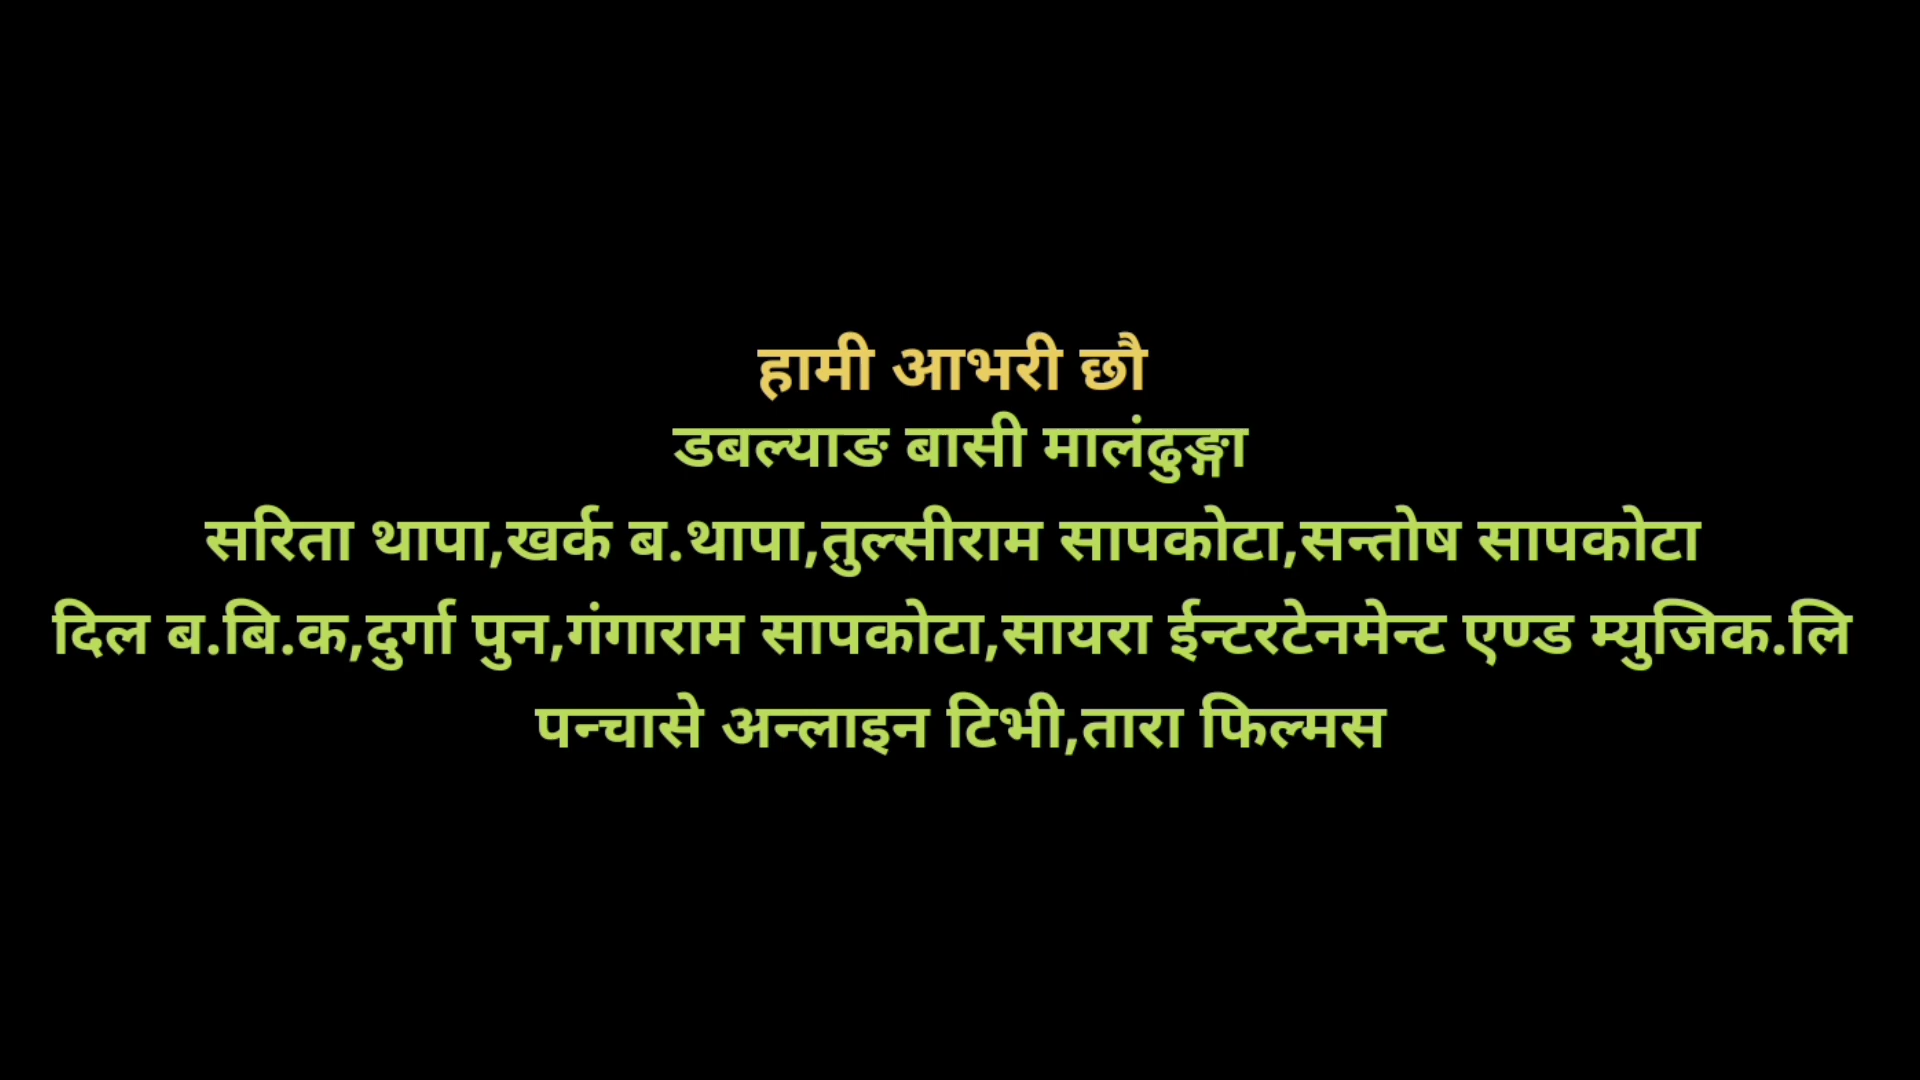 हामी आभरी छौ
डबल्याङ बासी मालंढुङ्गा
सरिता थापा,खर्क ब.थापा,तुल्सीराम सापकोटा,सन्तोष सापकोटा
दिल ब.बि.क,दुर्गा पुन,गंगाराम सापकोटा,सायरा ईन्टरटेनमेन्ट एण्ड म्युजिक.लि
पन्चासे अन्लाइन टिभी,तारा फिल्मस